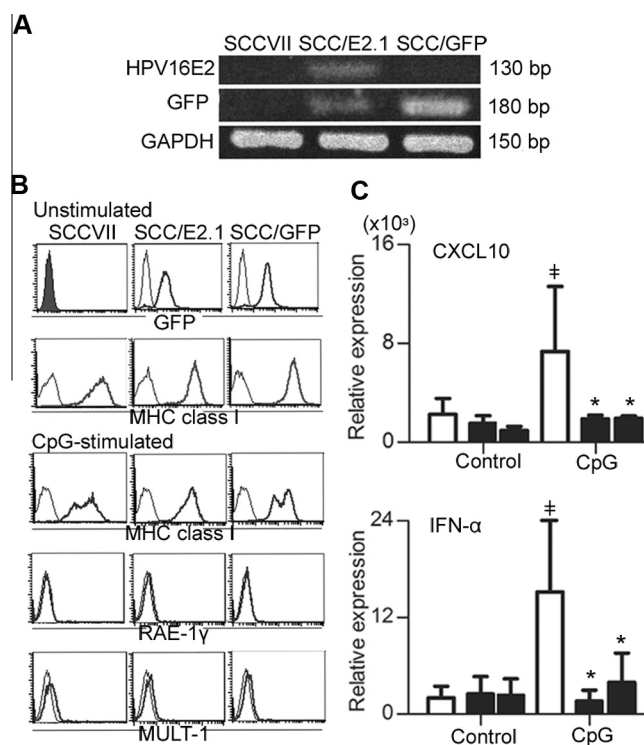 A
SCCVII SCC/E2.1 SCC/GFP
HPV16E2 130 bp
GFP 180 bp
GAPDH 150 bp
B
Unstimulated
SCCVII SCC/E2.1 SCC/GFP
GFP
MHC class I
CpG-stimulated
MHC class I
RAE-1γ
MULT-1
C
(x10³)
16
8
0
Relative expression
CXCL10
ǂ
* *
Control CpG
24
12
0
Relative expression
IFN-α
ǂ
* *
Control CpG